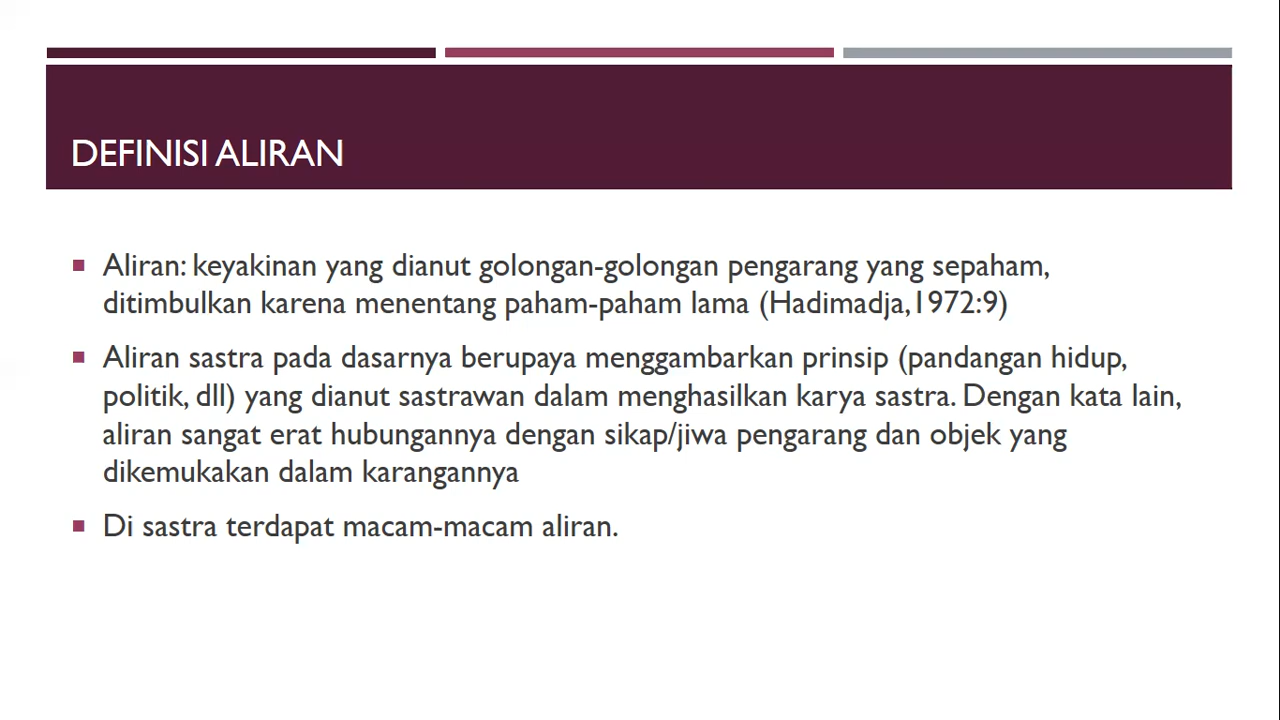 DEFINISI ALIRAN
Aliran: keyakinan yang dianut golongan-golongan pengarang yang sepaham,
ditimbulkan karena menentang paham-paham lama (Hadimadja,1972:9)
Aliran sastra pada dasarnya berupaya menggambarkan prinsip (pandangan hidup,
politik, dll) yang dianut sastrawan dalam menghasilkan karya sastra. Dengan kata lain,
aliran sangat erat hubungannya dengan sikap/jiwa pengarang dan objek yang
dikemukakan dalam karangannya
Di sastra terdapat macam-macam aliran.